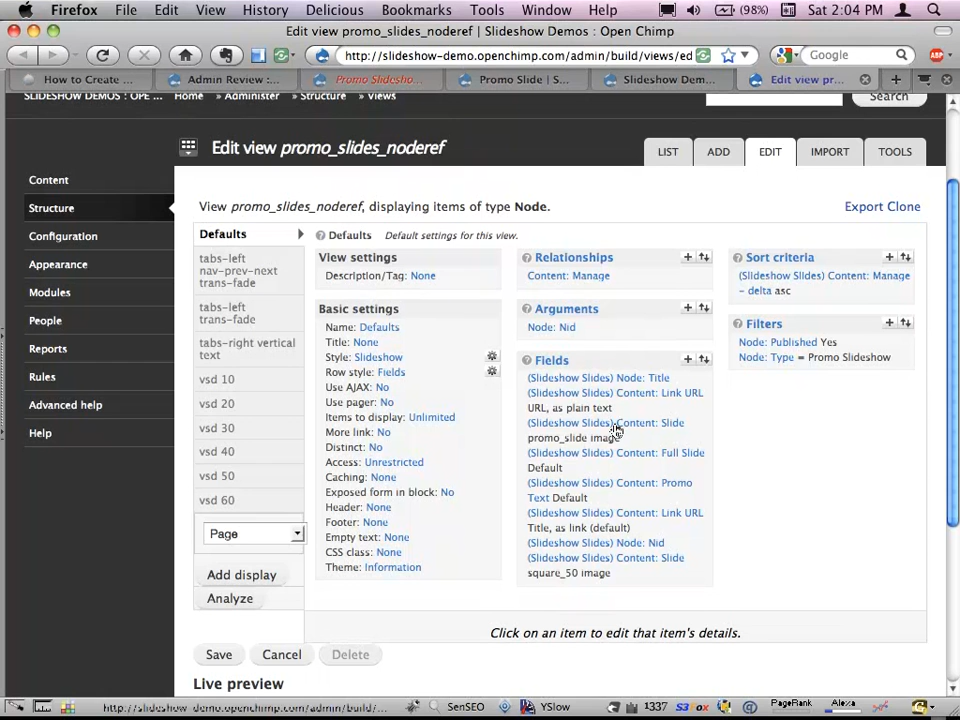 Firefox File Edit View History Delicious Bookmarks Tools Window Help (98%) Sat 2:04 PM
Edit view promo_slides_noderef | Slideshow Demos : Open Chimp
http://slideshow-demo.openchimp.com/admin/build/views/ed Google ABP
How to Create ... Admin Review : ... Promo Slidesho... Promo Slide | S... Slideshow Dem... Edit view pr...
SLIDESHOW DEMOS : OPE ... Home » Administer » Structure » Views Search
Edit view promo_slides_noderef LIST ADD EDIT IMPORT TOOLS
Content
Structure
Configuration
Appearance
Modules
People
Reports
Rules
Advanced help
Help
View promo_slides_noderef, displaying items of type Node. Export Clone
Defaults
tabs-left
nav-prev-next
trans-fade
tabs-left
trans-fade
tabs-right vertical
text
vsd 10
vsd 20
vsd 30
vsd 40
vsd 50
vsd 60
Page
Add display
Analyze
Defaults Default settings for this view.
View settings
Description/Tag: None
Basic settings
Name: Defaults
Title: None
Style: Slideshow
Row style: Fields
Use AJAX: No
Use pager: No
Items to display: Unlimited
More link: No
Distinct: No
Access: Unrestricted
Caching: None
Exposed form in block: No
Header: None
Footer: None
Empty text: None
CSS class: None
Theme: Information
Relationships
Content: Manage
Arguments
Node: Nid
Fields
(Slideshow Slides) Node: Title
(Slideshow Slides) Content: Link URL
URL, as plain text
(Slideshow Slides) Content: Slide
promo_slide image
(Slideshow Slides) Content: Full Slide
Default
(Slideshow Slides) Content: Promo
Text Default
(Slideshow Slides) Content: Link URL
Title, as link (default)
(Slideshow Slides) Node: Nid
(Slideshow Slides) Content: Slide
square_50 image
Sort criteria
(Slideshow Slides) Content: Manage
- delta asc
Filters
Node: Published Yes
Node: Type = Promo Slideshow
Click on an item to edit that item's details.
Save Cancel Delete
Live preview
http://slideshow-demo.openchimp.com/admin/build/... SenSEO YSlow 1337 S3Fox PageRank Alexa